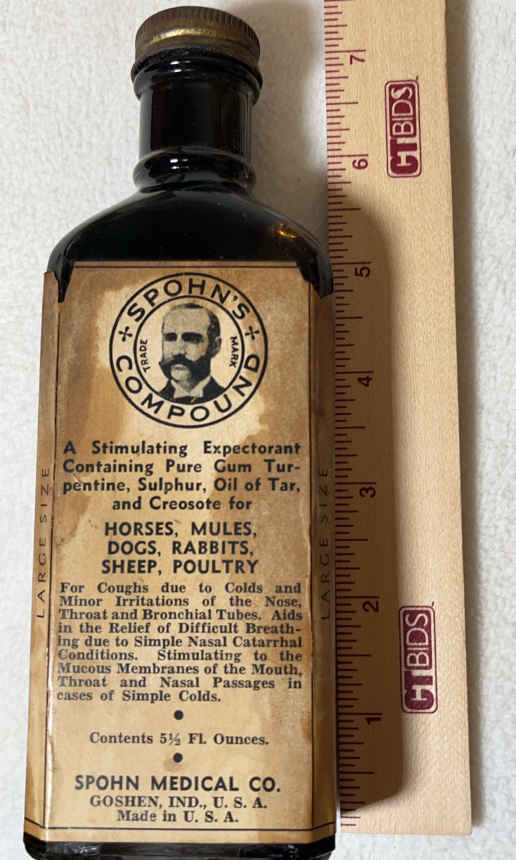 SPOHN'S
COMPOUND
TRADE
MARK
A Stimulating Expectorant
Containing Pure Gum Tur-
pentine, Sulphur, Oil of Tar,
and Creosote for
HORSES, MULES,
DOGS, RABBITS,
SHEEP, POULTRY
For Coughs due to Colds and
Minor Irritations of the Nose,
Throat and Bronchial Tubes. Aids
in the Relief of Difficult Breath-
ing due to Simple Nasal Catarrhal
Conditions. Stimulating to the
Mucous Membranes of the Mouth,
Throat and Nasal Passages in
cases of Simple Colds.
Contents 5½ Fl. Ounces.
SPOHN MEDICAL CO.
GOSHEN, IND., U. S. A.
Made in U. S. A.
LARGE SIZE
LARGE SIZE
7
6
5
4
3
2
1
CTBIDS
CTBIDS